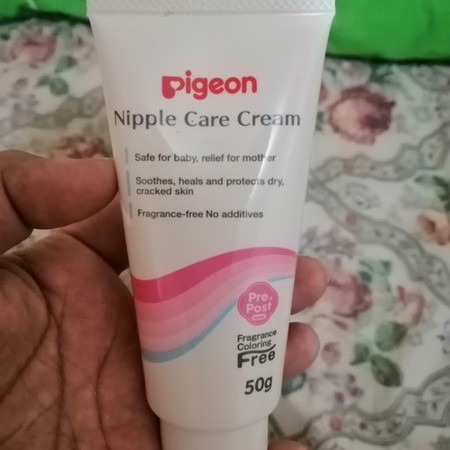 Pigeon
Nipple Care Cream
Safe for baby, relief for mother
Soothes, heals and protects dry,
cracked skin
Fragrance-free No additives
Pre &
Post
Fragrance
Coloring
Free
50g